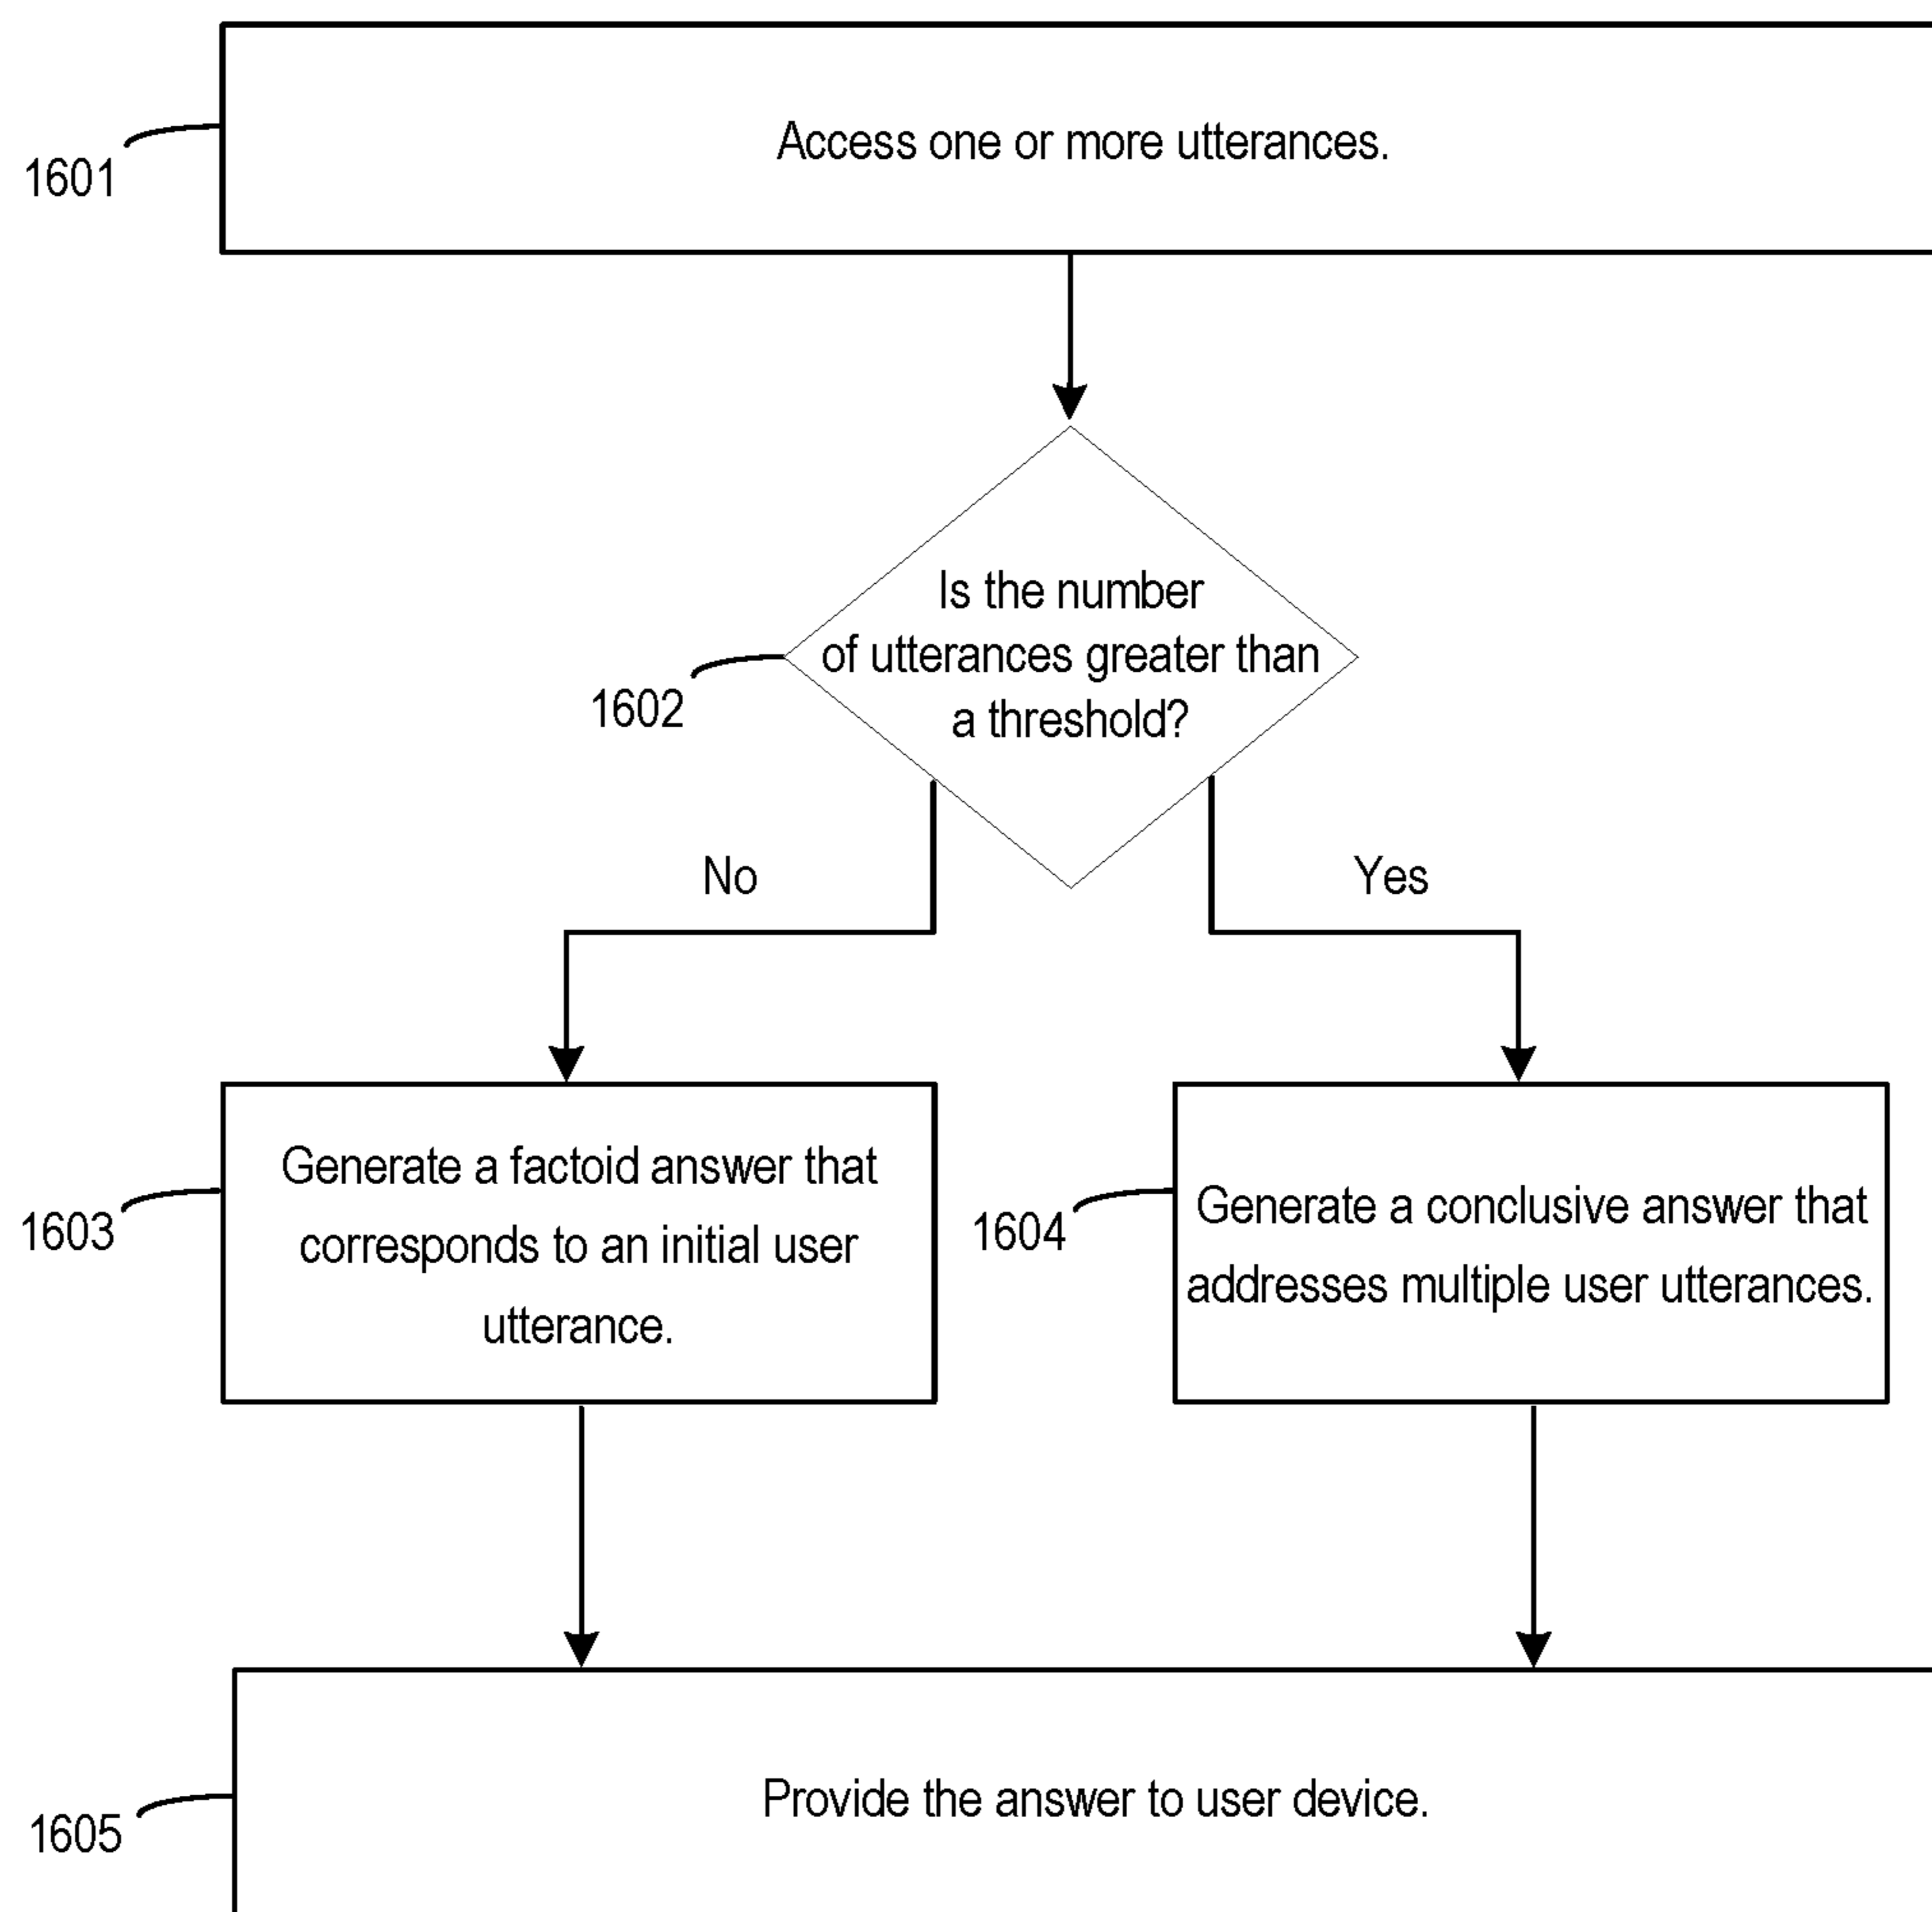 Access one or more utterances.
1601
Is the number
of utterances greater than
a threshold?
1602
No
Yes
Generate a factoid answer that
corresponds to an initial user
utterance.
1603
Generate a conclusive answer that
addresses multiple user utterances.
1604
Provide the answer to user device.
1605